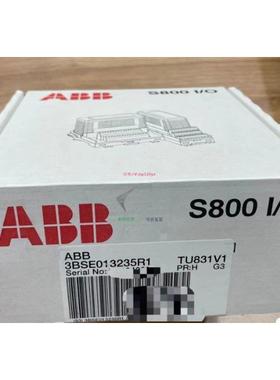 ABB
S800 I/O
ABB
S800 I/
ABB
3BSE013235R1
TU831V1
Serial No:
PR:H G3